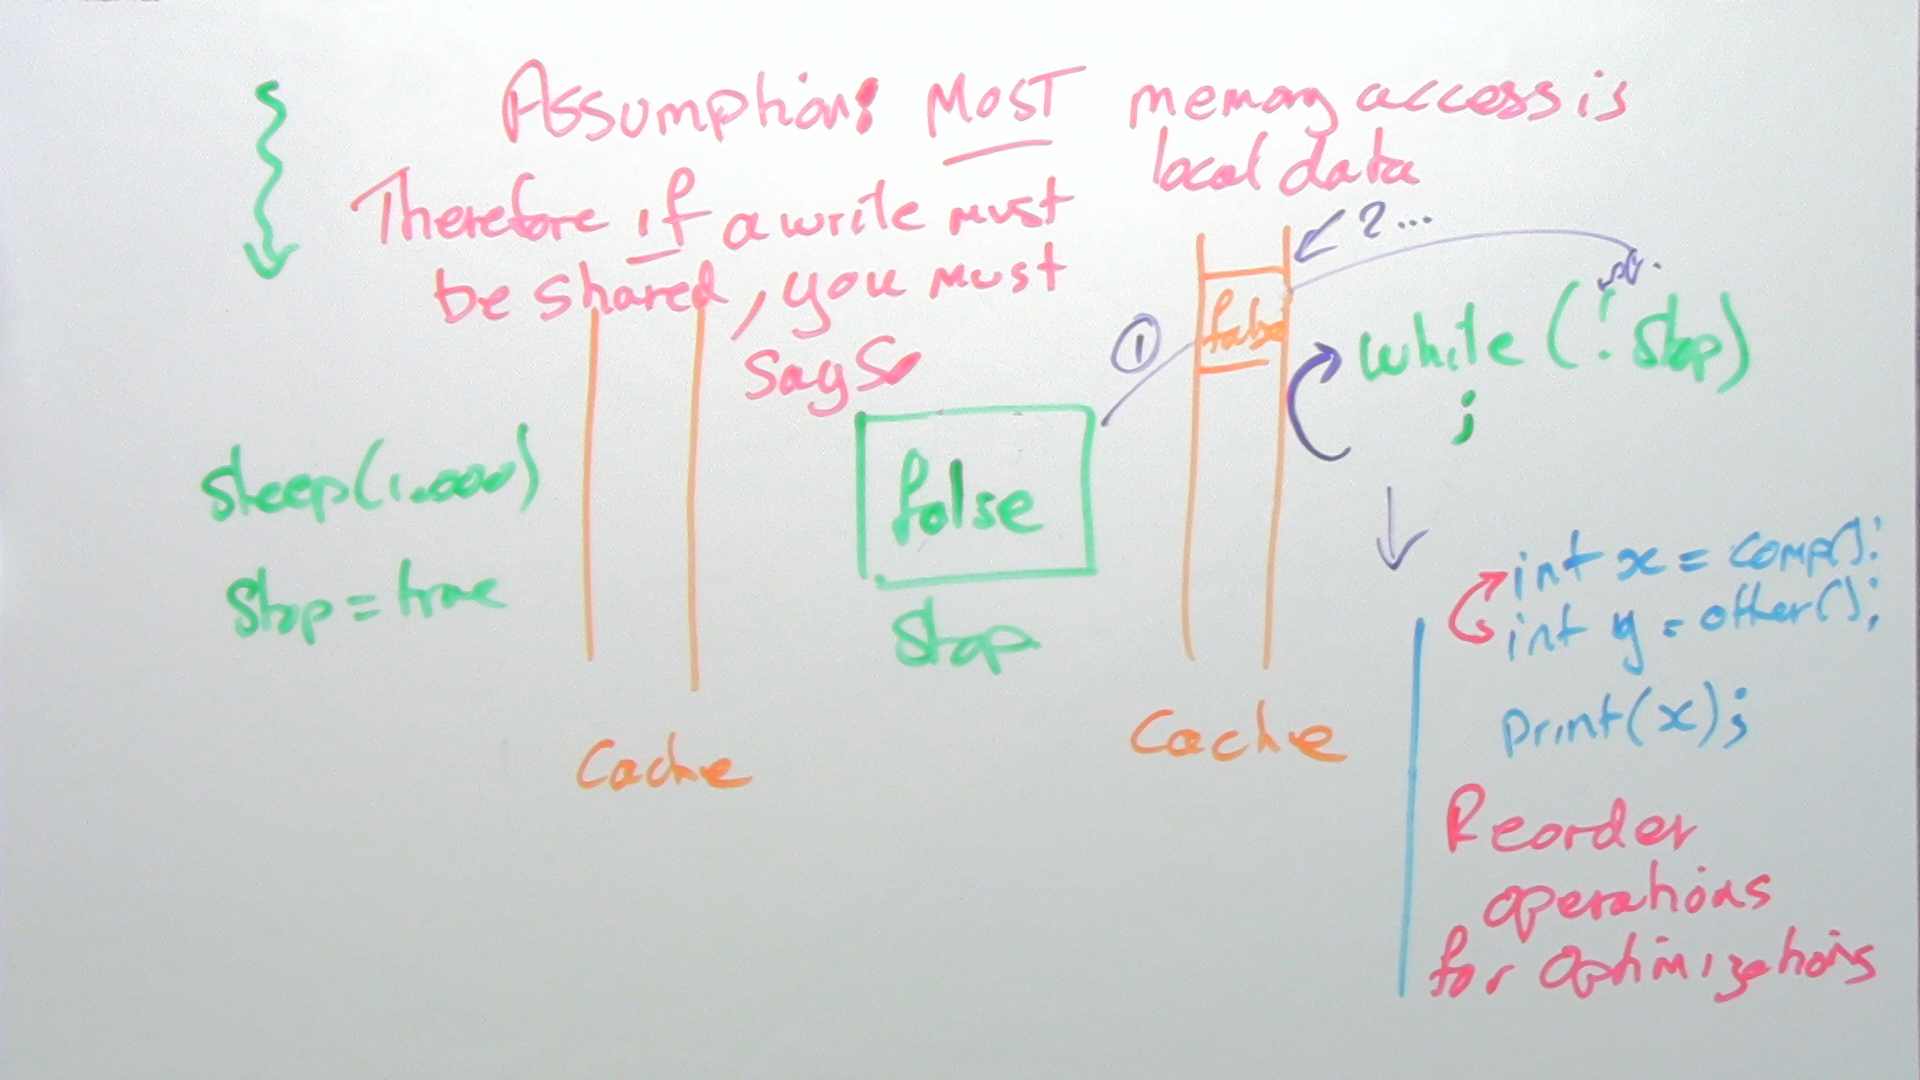 Assumption: MOST memory access is
local data
Therefore if a write must
be shared, you must
say so
2...
①
false
while (! stop)
;
sleep(1,000)
false
stop = true
stop
int x = comp();
int y = other();
print(x);
Cache
Cache
Reorder
operations
for optimizations